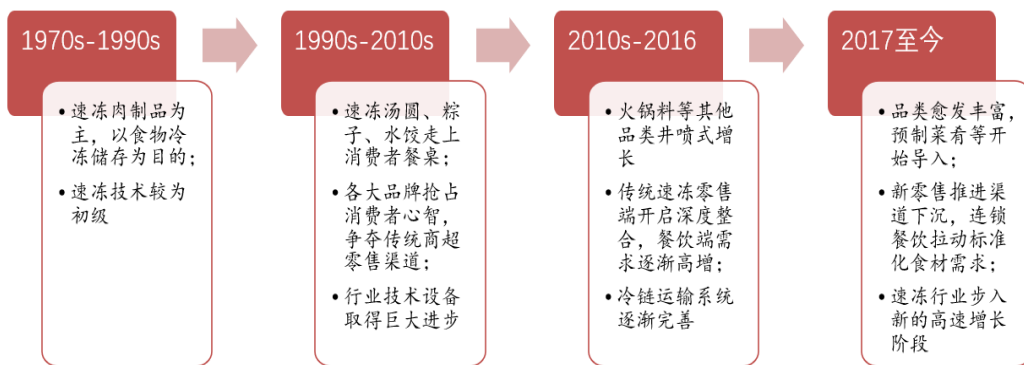 1970s-1990s
• 速冻肉制品为
主，以食物冷
冻储存为目的；
• 速冻技术较为
初级
1990s-2010s
• 速冻汤圆、粽
子、水饺走上
消费者餐桌；
• 各大品牌抢占
消费者心智，
争夺传统商超
零售渠道；
• 行业技术设备
取得巨大进步
2010s-2016
• 火锅料等其他
品类井喷式增
长
• 传统速冻零售
端开启深度整
合，餐饮端需
求逐渐高增；
• 冷链运输系统
逐渐完善
2017至今
• 品类愈发丰富，
预制菜肴等开
始导入；
• 新零售推进渠
道下沉，连锁
餐饮拉动标准
化食材需求；
• 速冻行业步入
新的高速增长
阶段